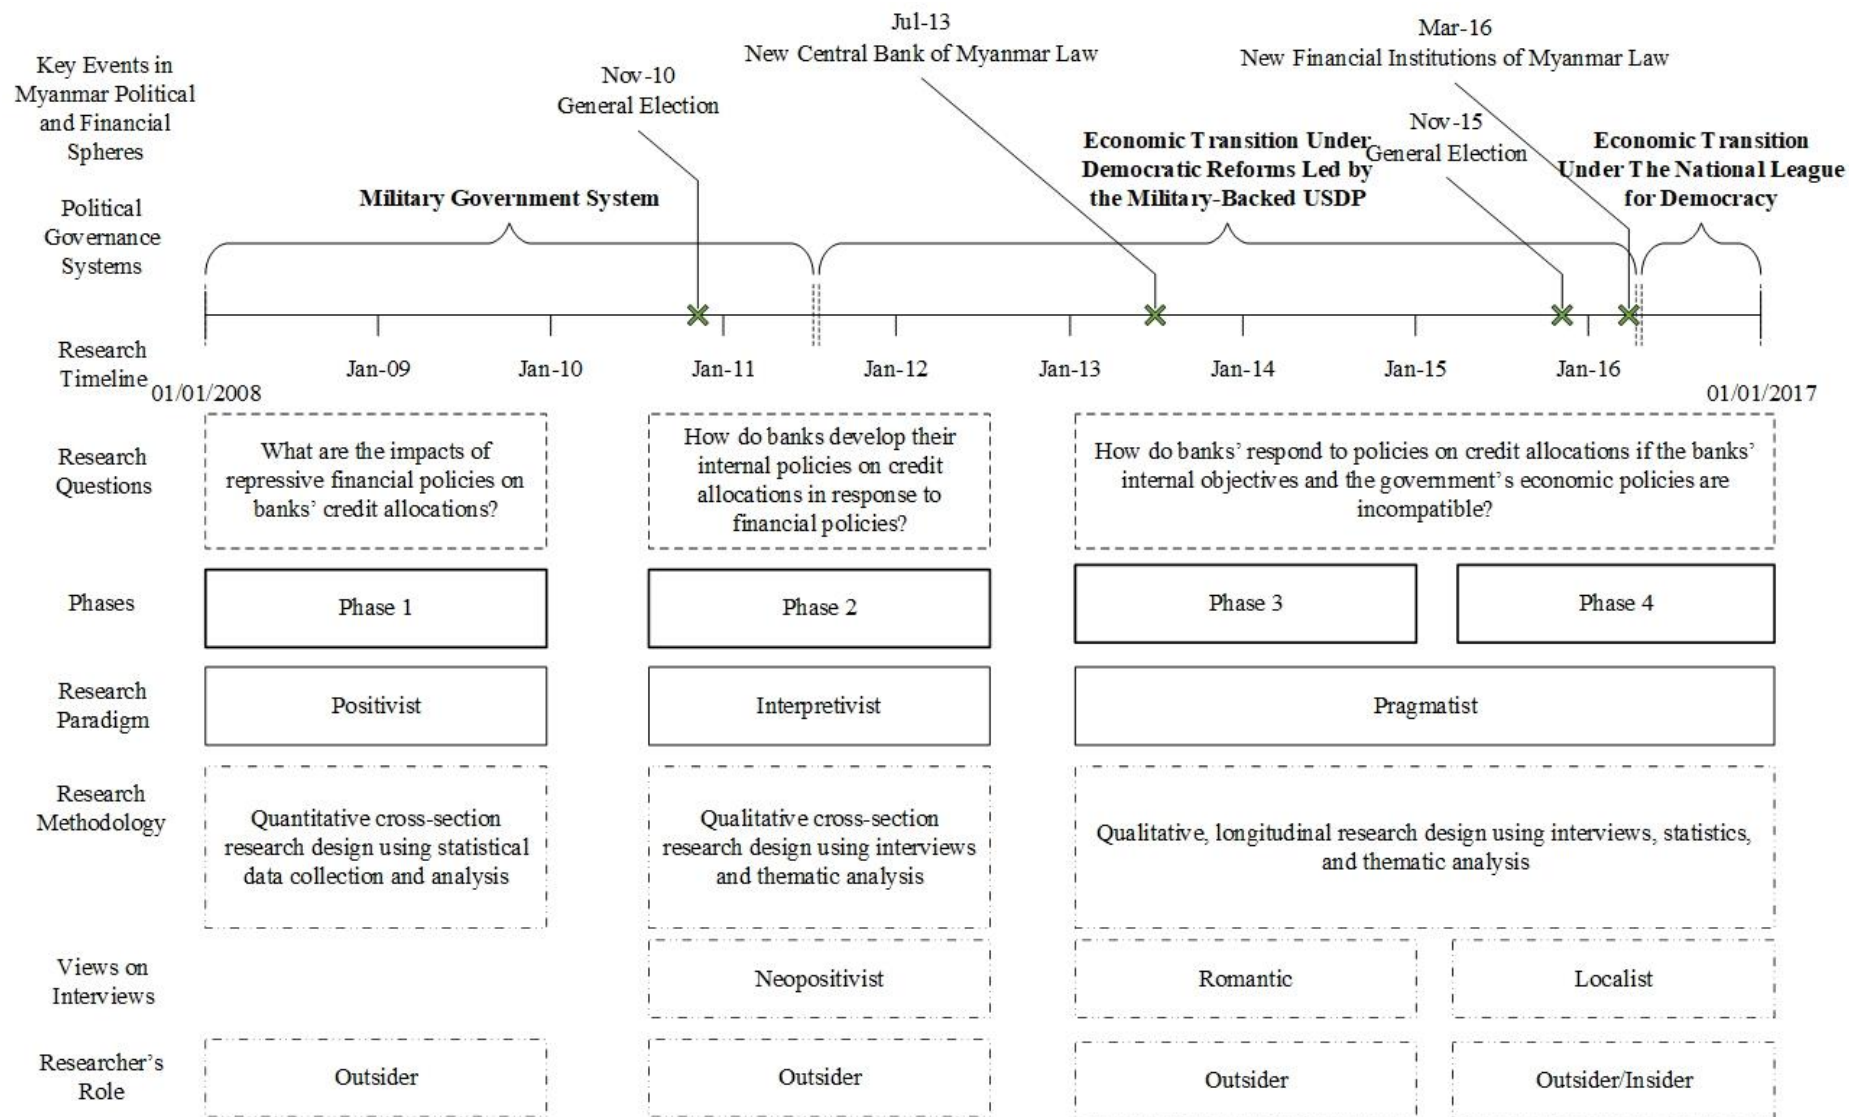 Key Events in
Myanmar Political
and Financial
Spheres
Nov-10
General Election
Jul-13
New Central Bank of Myanmar Law
Mar-16
New Financial Institutions of Myanmar Law
Nov-15
General Election
Political
Governance
Systems
Military Government System
Economic Transition Under
Democratic Reforms Led by
the Military-Backed USDP
Economic Transition
Under The National League
for Democracy
Research
Timeline
01/01/2008
Jan-09
Jan-10
Jan-11
Jan-12
Jan-13
Jan-14
Jan-15
Jan-16
01/01/2017
Research
Questions
What are the impacts of
repressive financial policies on
banks’ credit allocations?
How do banks develop their
internal policies on credit
allocations in response to
financial policies?
How do banks’ respond to policies on credit allocations if the banks’
internal objectives and the government’s economic policies are
incompatible?
Phases
Phase 1
Phase 2
Phase 3
Phase 4
Research
Paradigm
Positivist
Interpretivist
Pragmatist
Research
Methodology
Quantitative cross-section
research design using statistical
data collection and analysis
Qualitative cross-section
research design using interviews
and thematic analysis
Qualitative, longitudinal research design using interviews, statistics,
and thematic analysis
Views on
Interviews
Neopositivist
Romantic
Localist
Researcher’s
Role
Outsider
Outsider
Outsider
Outsider/Insider